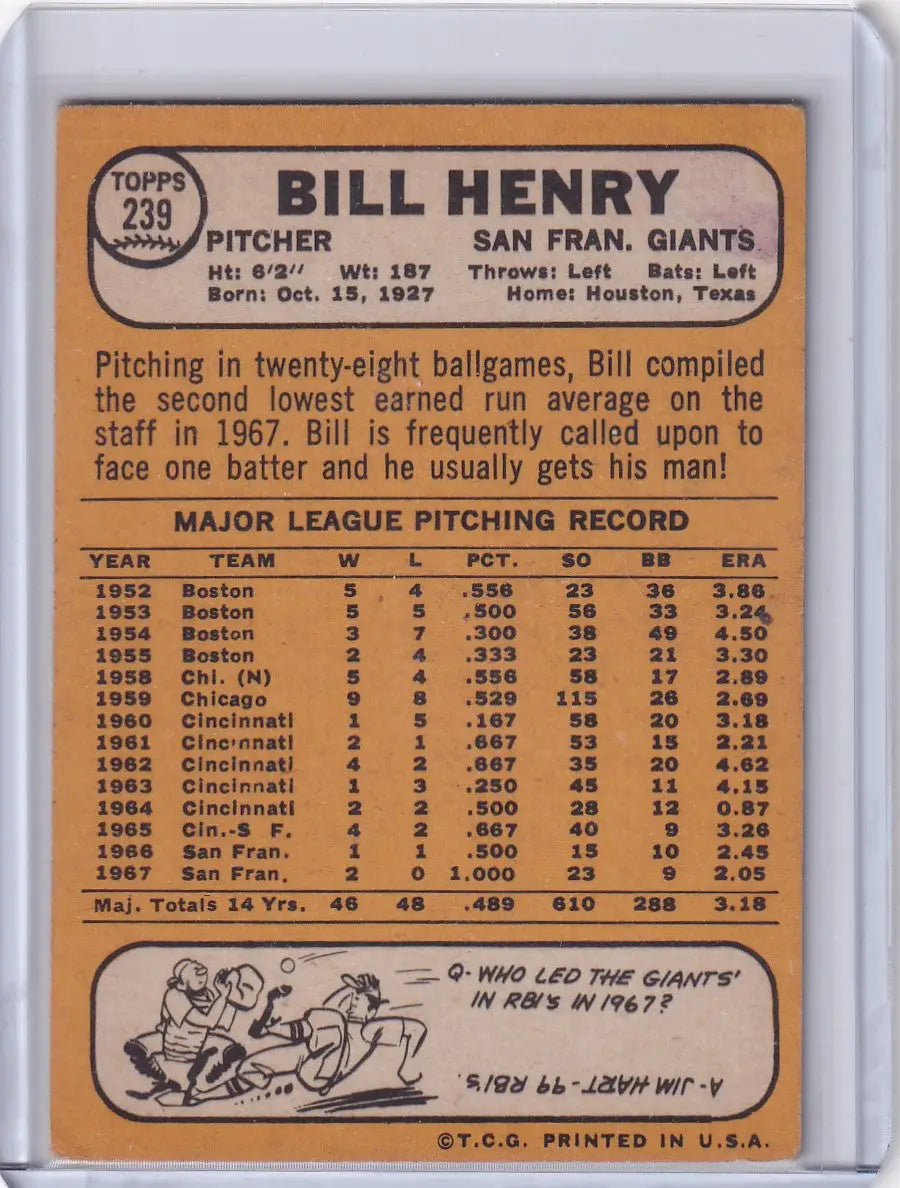 TOPPS
239
BILL HENRY
PITCHER SAN FRAN. GIANTS
Ht: 6'2" Wt: 187 Throws: Left Bats: Left
Born: Oct. 15, 1927 Home: Houston, Texas
Pitching in twenty-eight ballgames, Bill compiled
the second lowest earned run average on the
staff in 1967. Bill is frequently called upon to
face one batter and he usually gets his man!
MAJOR LEAGUE PITCHING RECORD
YEAR TEAM W L PCT. SO BB ERA
1952 Boston 5 4 .556 23 36 3.86
1953 Boston 5 5 .500 56 33 3.24
1954 Boston 3 7 .300 38 49 4.50
1955 Boston 2 4 .333 23 21 3.30
1958 Chi. (N) 5 4 .556 58 17 2.89
1959 Chicago 9 8 .529 115 26 2.69
1960 Cincinnati 1 5 .167 58 20 3.18
1961 Cincinnati 2 1 .667 53 15 2.21
1962 Cincinnati 4 2 .667 35 20 4.62
1963 Cincinnati 1 3 .250 45 11 4.15
1964 Cincinnati 2 2 .500 28 12 0.87
1965 Cin.-S F. 4 2 .667 40 9 3.26
1966 San Fran. 1 1 .500 15 10 2.45
1967 San Fran. 2 0 1.000 23 9 2.05
Maj. Totals 14 Yrs. 46 48 .489 610 288 3.18
Q- WHO LED THE GIANTS'
IN RBI'S IN 1967?
A- JIM HART - 99 RBI'S.
©T.C.G. PRINTED IN U.S.A.